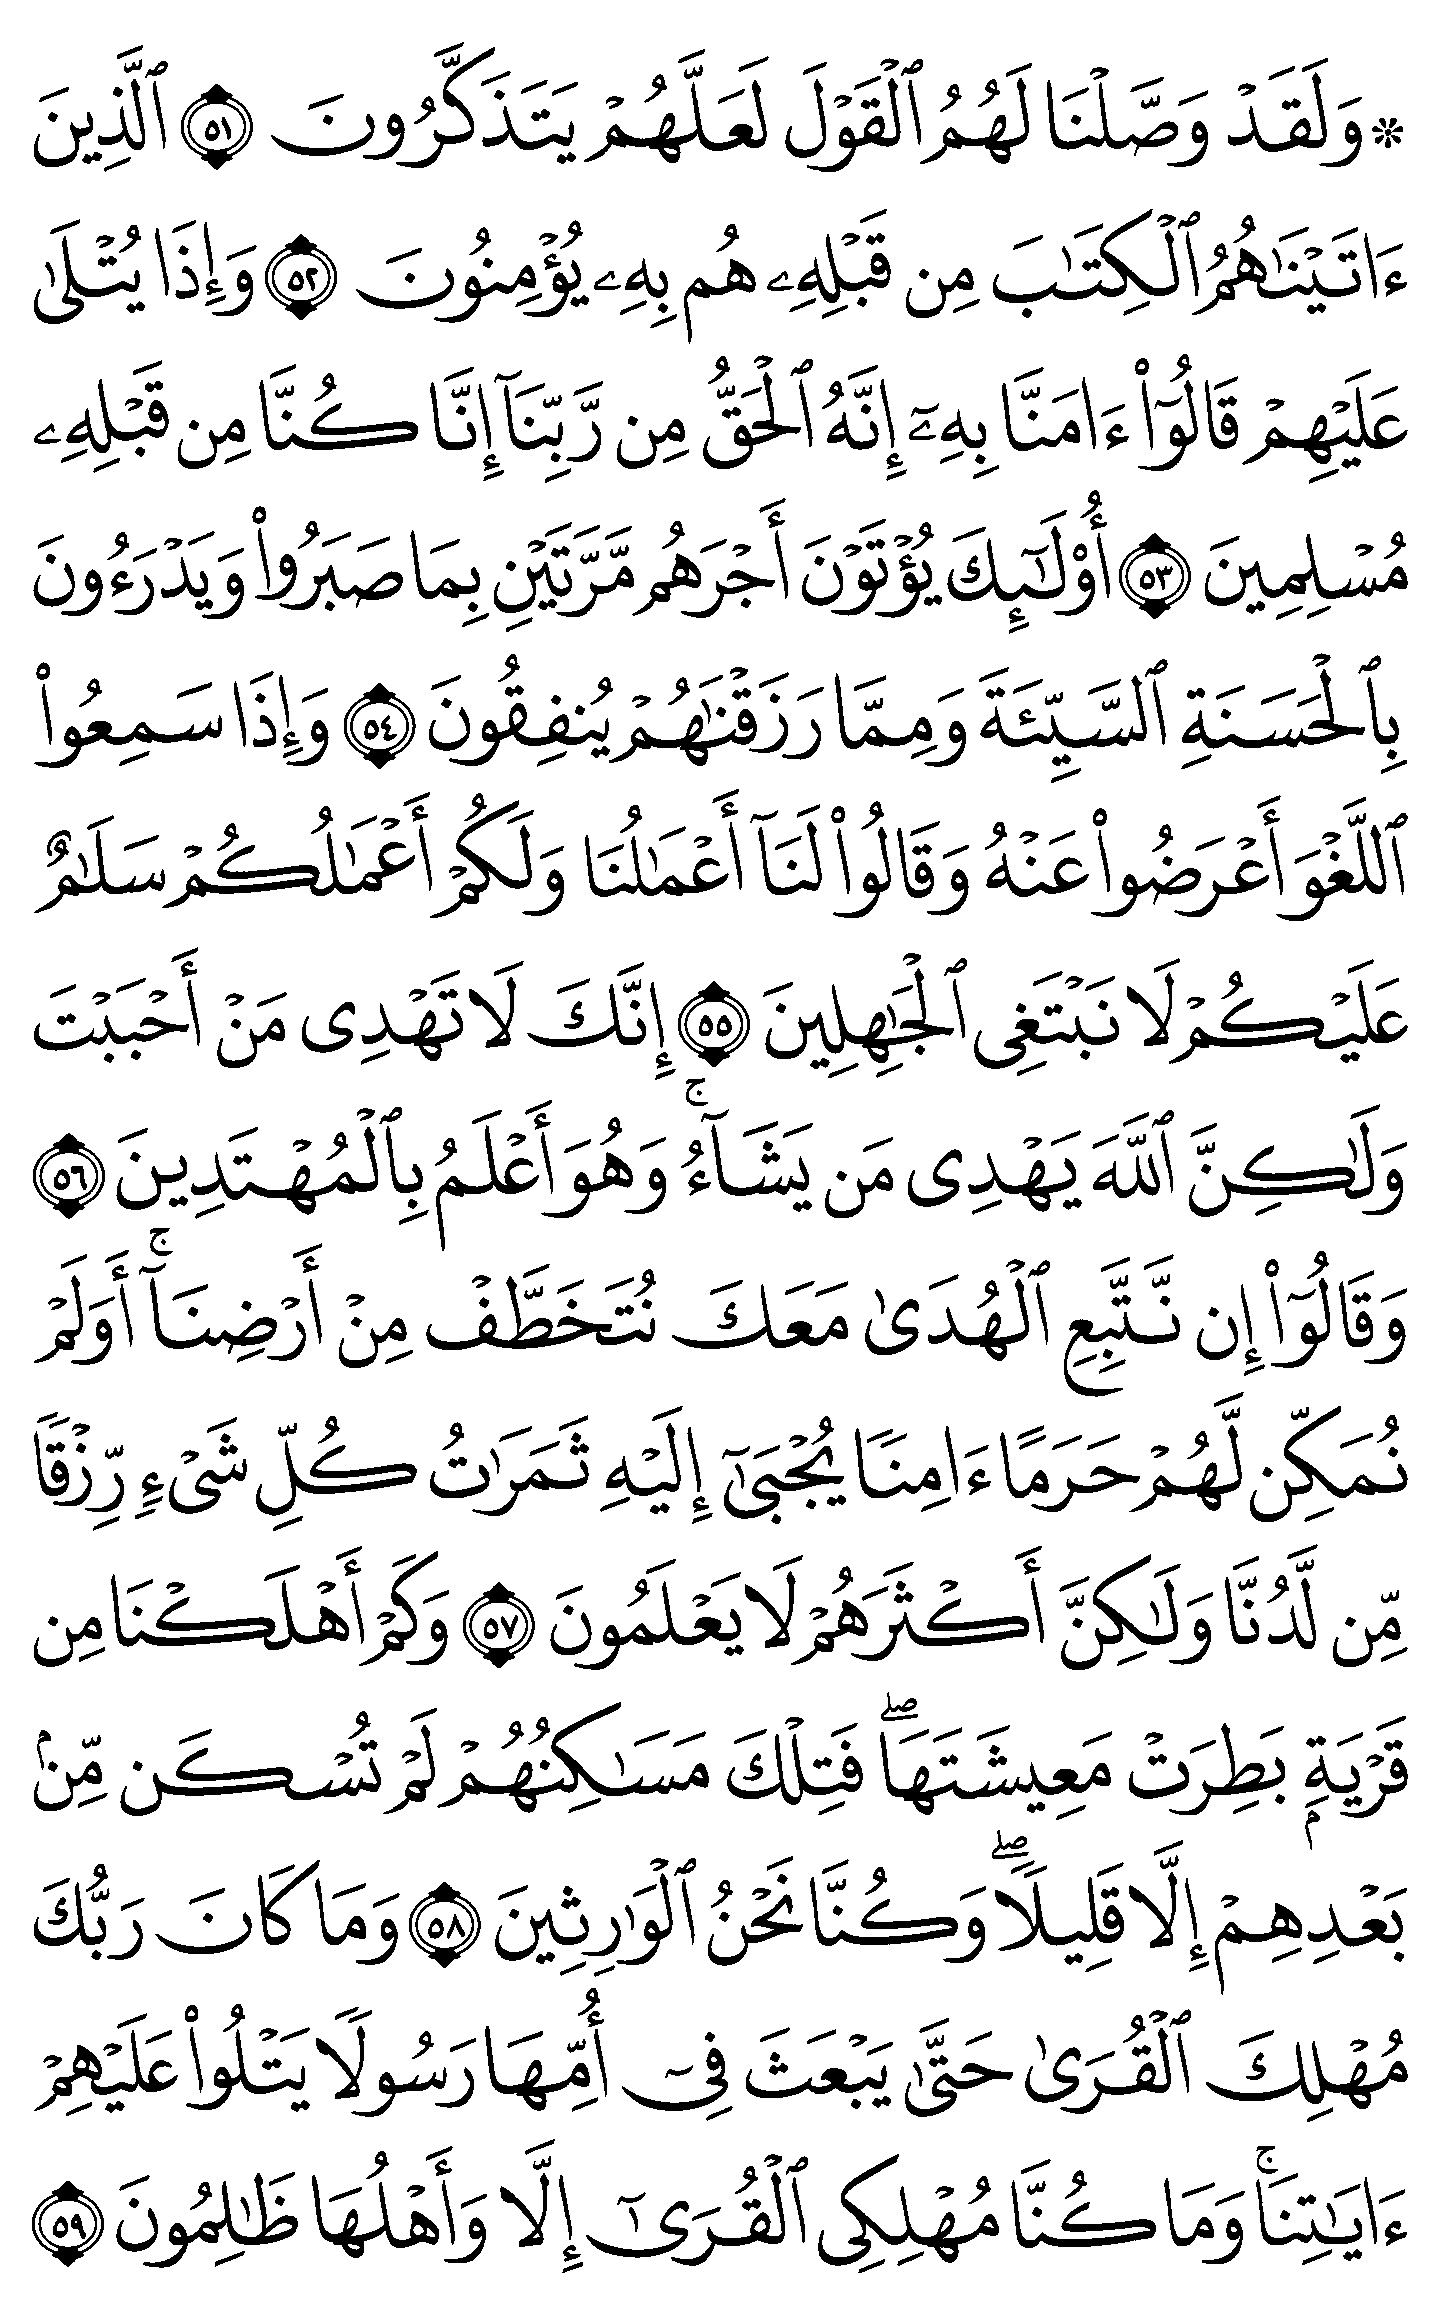 ۞ وَلَقَدْ وَصَّلْنَا لَهُمُ ٱلْقَوْلَ لَعَلَّهُمْ يَتَذَكَّرُونَ ٥١ ٱلَّذِينَ
ءَاتَيْنَٰهُمُ ٱلْكِتَٰبَ مِن قَبْلِهِۦ هُم بِهِۦ يُؤْمِنُونَ ٥٢ وَإِذَا يُتْلَىٰ
عَلَيْهِمْ قَالُوٓا۟ ءَامَنَّا بِهِۦٓ إِنَّهُ ٱلْحَقُّ مِن رَّبِّنَآ إِنَّا كُنَّا مِن قَبْلِهِۦ
مُسْلِمِينَ ٥٣ أُو۟لَٰٓئِكَ يُؤْتَوْنَ أَجْرَهُم مَّرَّتَيْنِ بِمَا صَبَرُوا۟ وَيَدْرَءُونَ
بِٱلْحَسَنَةِ ٱلسَّيِّئَةَ وَمِمَّا رَزَقْنَٰهُمْ يُنفِقُونَ ٥٤ وَإِذَا سَمِعُوا۟
ٱللَّغْوَ أَعْرَضُوا۟ عَنْهُ وَقَالُوا۟ لَنَآ أَعْمَٰلُنَا وَلَكُمْ أَعْمَٰلُكُمْ سَلَٰمٌ
عَلَيْكُمْ لَا نَبْتَغِى ٱلْجَٰهِلِينَ ٥٥ إِنَّكَ لَا تَهْدِى مَنْ أَحْبَبْتَ
وَلَٰكِنَّ ٱللَّهَ يَهْدِى مَن يَشَآءُ ۚ وَهُوَ أَعْلَمُ بِٱلْمُهْتَدِينَ ٥٦
وَقَالُوٓا۟ إِن نَّتَّبِعِ ٱلْهُدَىٰ مَعَكَ نُتَخَطَّفْ مِنْ أَرْضِنَآ ۚ أَوَلَمْ
نُمَكِّن لَّهُمْ حَرَمًا ءَامِنًا يُجْبَىٰٓ إِلَيْهِ ثَمَرَٰتُ كُلِّ شَىْءٍ رِّزْقًا
مِّن لَّدُنَّا وَلَٰكِنَّ أَكْثَرَهُمْ لَا يَعْلَمُونَ ٥٧ وَكَمْ أَهْلَكْنَا مِن
قَرْيَةٍۭ بَطِرَتْ مَعِيشَتَهَا ۖ فَتِلْكَ مَسَٰكِنُهُمْ لَمْ تُسْكَن مِّنۢ
بَعْدِهِمْ إِلَّا قَلِيلًا ۖ وَكُنَّا نَحْنُ ٱلْوَٰرِثِينَ ٥٨ وَمَا كَانَ رَبُّكَ
مُهْلِكَ ٱلْقُرَىٰ حَتَّىٰ يَبْعَثَ فِىٓ أُمِّهَا رَسُولًا يَتْلُوا۟ عَلَيْهِمْ
ءَايَٰتِنَا ۚ وَمَا كُنَّا مُهْلِكِى ٱلْقُرَىٰٓ إِلَّا وَأَهْلُهَا ظَٰلِمُونَ ٥٩